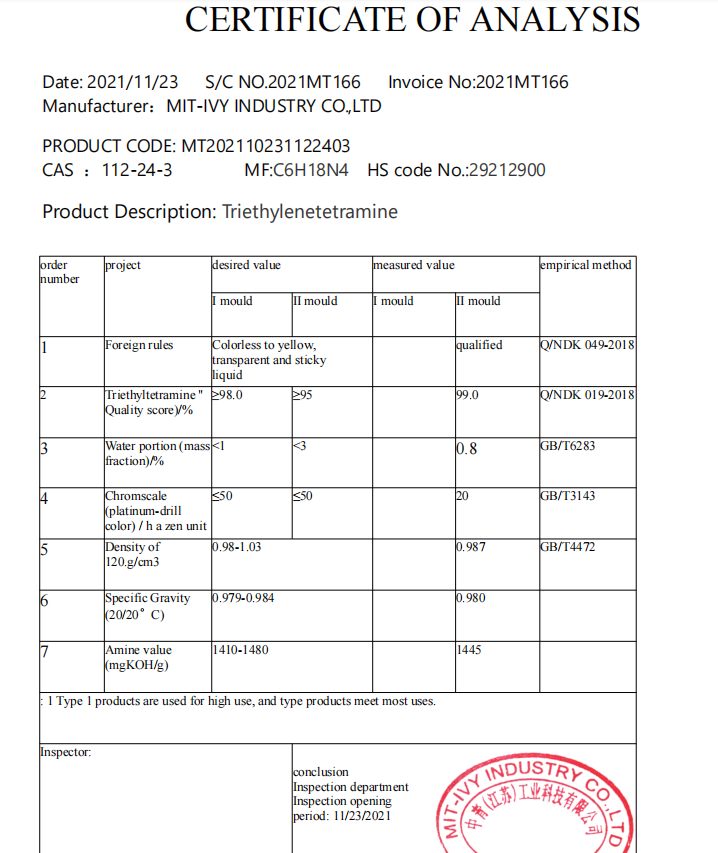 CERTIFICATE OF ANALYSIS
Date: 2021/11/23 S/C NO.2021MT166 Invoice No:2021MT166
Manufacturer： MIT-IVY INDUSTRY CO.,LTD
PRODUCT CODE: MT202110231122403
CAS ：112-24-3 MF:C6H18N4 HS code No.:29212900
Product Description: Triethylenetetramine
order number project desired value measured value empirical method
I mould II mould I mould II mould
1 Foreign rules Colorless to yellow, transparent and sticky liquid qualified Q/NDK 049-2018
2 Triethyltetramine " Quality score)/% ≥98.0 ≥95 99.0 Q/NDK 019-2018
3 Water portion (mass fraction)/% <1 <3 0.8 GB/T6283
4 Chromscale (platinum-drill color) / h a zen unit ≤50 ≤50 20 GB/T3143
5 Density of 120.g/cm3 0.98-1.03 0.987 GB/T4472
6 Specific Gravity (20/20° C) 0.979-0.984 0.980
7 Amine value (mgKOH/g) 1410-1480 1445
: 1 Type 1 products are used for high use, and type products meet most uses.
Inspector:
conclusion
Inspection department
Inspection opening
period: 11/23/2021
MIT-IVY INDUSTRY CO.,LTD
中青(江苏)工业科技有限公司